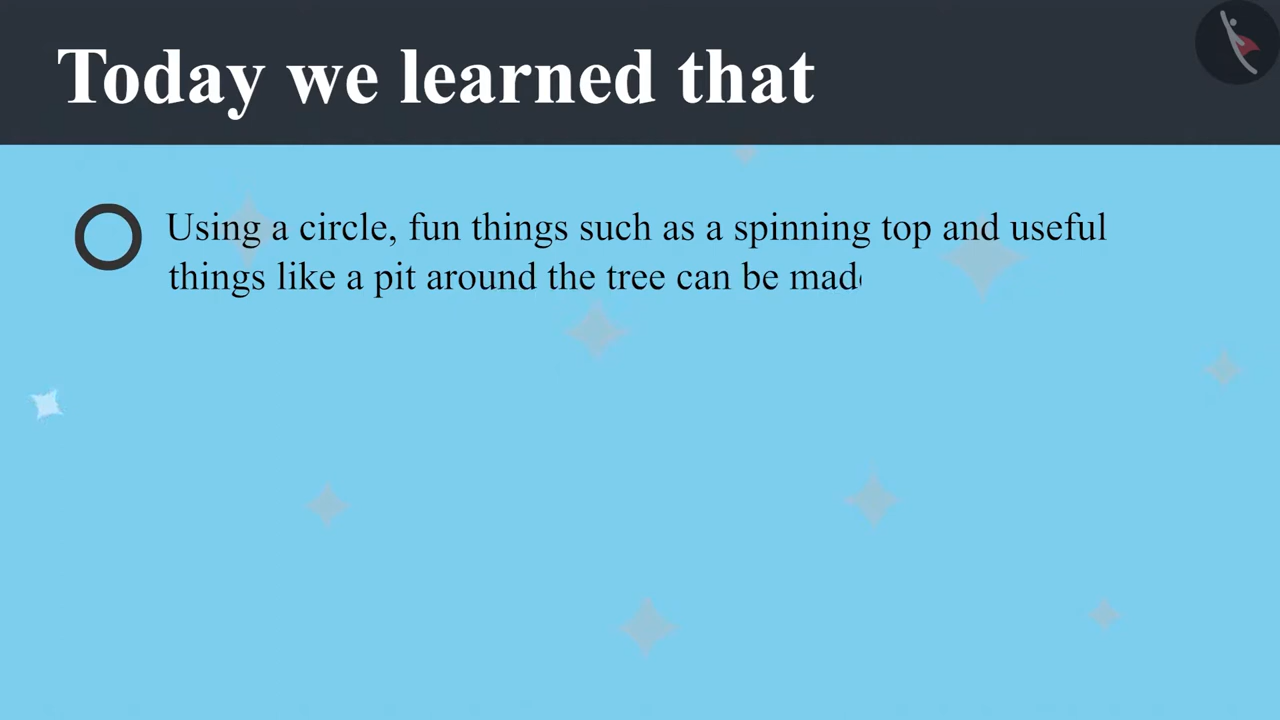 Today we learned that
Using a circle, fun things such as a spinning top and useful
things like a pit around the tree can be made